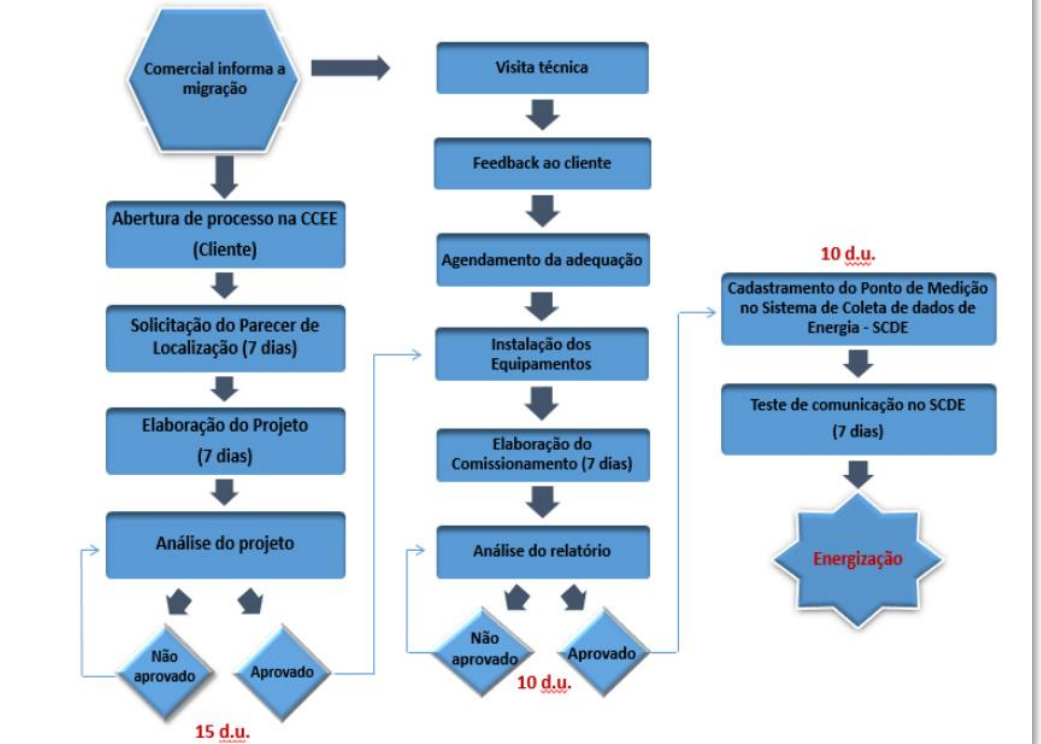 Comercial informa a
migração
Abertura de processo na CCEE
(Cliente)
Solicitação do Parecer de
Localização (7 dias)
Elaboração do Projeto
(7 dias)
Análise do projeto
Não
aprovado
Aprovado
15 d.u.
Visita técnica
Feedback ao cliente
Agendamento da adequação
Instalação dos
Equipamentos
Elaboração do
Comissionamento (7 dias)
Análise do relatório
Não
aprovado
Aprovado
10 d.u.
10 d.u.
Cadastramento do Ponto de Medição
no Sistema de Coleta de dados de
Energia - SCDE
Teste de comunicação no SCDE
(7 dias)
Energização